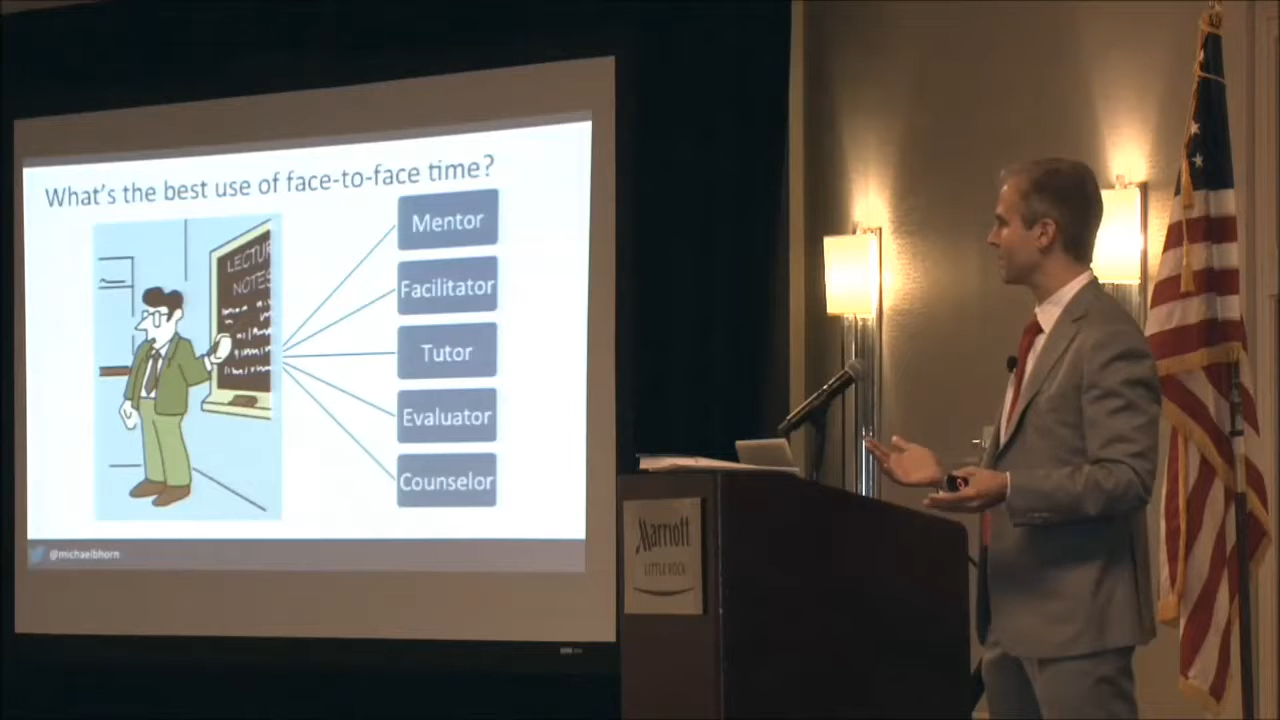 What's the best use of face-to-face time?
LECTUR
NOTES
Mentor
Facilitator
Tutor
Evaluator
Counselor
@michaelbhorn
Marriott
LITTLE ROCK